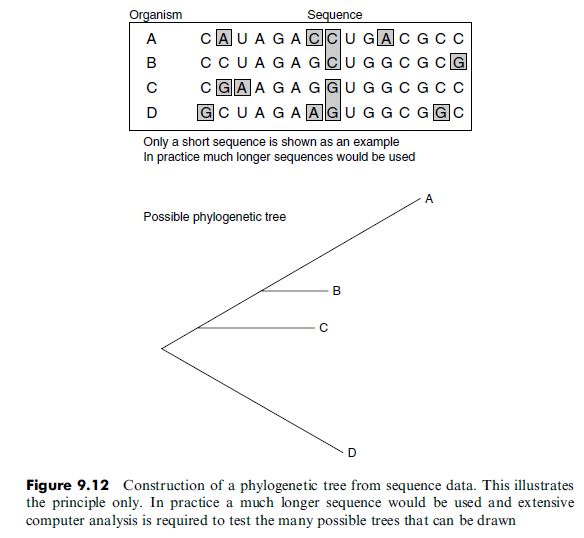 Organism Sequence
A C A U A G A C C U G A C G C C
B C C U A G A G C U G G C G C G
C C G A A G A G G U G G C G C C
D G C U A G A A G U G G C G G C
Only a short sequence is shown as an example
In practice much longer sequences would be used
Possible phylogenetic tree
A
B
C
D
Figure 9.12 Construction of a phylogenetic tree from sequence data. This illustrates
the principle only. In practice a much longer sequence would be used and extensive
computer analysis is required to test the many possible trees that can be drawn